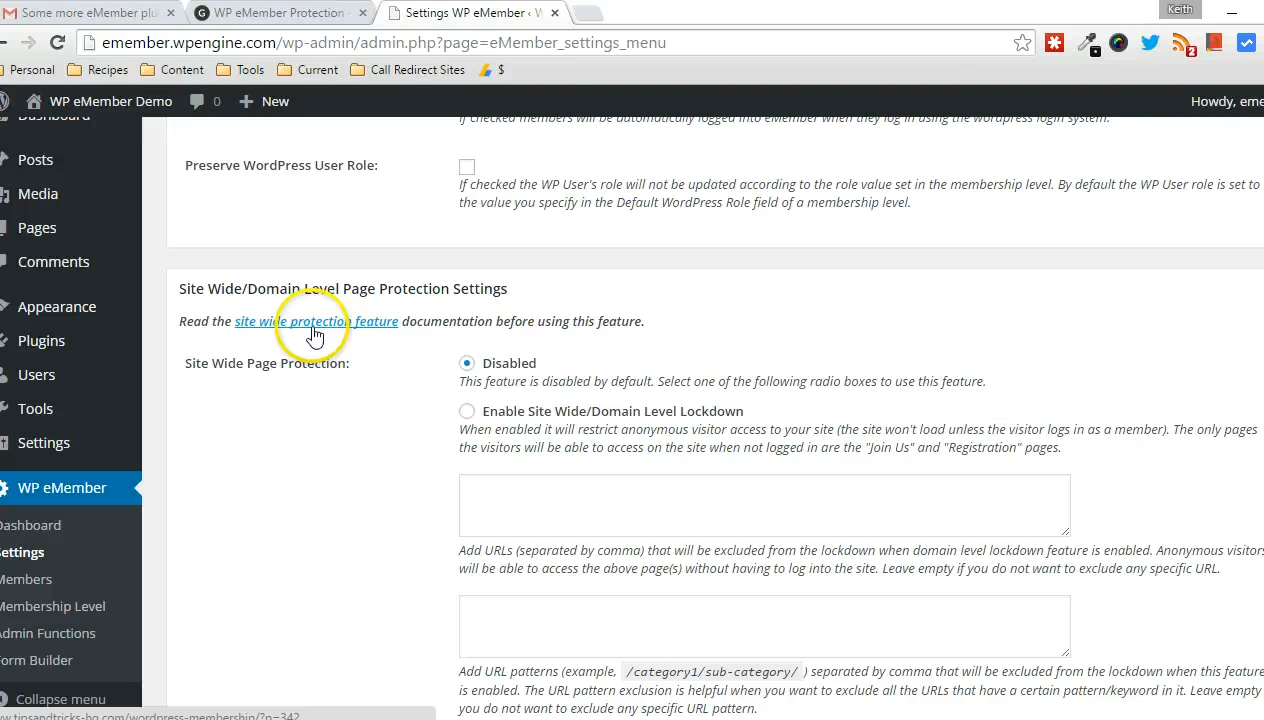 Some more eMember plu
WP eMember Protection -
Settings WP eMember ‹ W
Keith
emember.wpengine.com/wp-admin/admin.php?page=eMember_settings_menu
2
Personal
Recipes
Content
Tools
Current
Call Redirect Sites
$
WP eMember Demo
0
New
Howdy, eme
Dashboard
If checked members will be automatically logged into eMember when they log in using the wordpress login system.
Posts
Preserve WordPress User Role:
If checked the WP User's role will not be updated according to the role value set in the membership level. By default the WP User role is set to
Media
the value you specify in the Default WordPress Role field of a membership level.
Pages
Comments
Site Wide/Domain Level Page Protection Settings
Appearance
Read the site wide protection feature documentation before using this feature.
Plugins
Site Wide Page Protection:
Disabled
Users
This feature is disabled by default. Select one of the following radio boxes to use this feature.
Tools
Enable Site Wide/Domain Level Lockdown
When enabled it will restrict anonymous visitor access to your site (the site won't load unless the visitor logs in as a member). The only pages
Settings
the visitors will be able to access on the site when not logged in are the "Join Us" and "Registration" pages.
WP eMember
Dashboard
Settings
Add URLs (separated by comma) that will be excluded from the lockdown when domain level lockdown feature is enabled. Anonymous visitors
will be able to access the above page(s) without having to log into the site. Leave empty if you do not want to exclude any specific URL.
Members
Membership Level
Admin Functions
Form Builder
Add URL patterns (example, /category1/sub-category/ ) separated by comma that will be excluded from the lockdown when this feature
is enabled. The URL pattern exclusion is helpful when you want to exclude all the URLs that have a certain pattern/keyword in it. Leave empty
Collapse menu
you do not want to exclude any specific URL pattern.
w.tipsandtricks-hq.com/wordpress-membership/?p=342